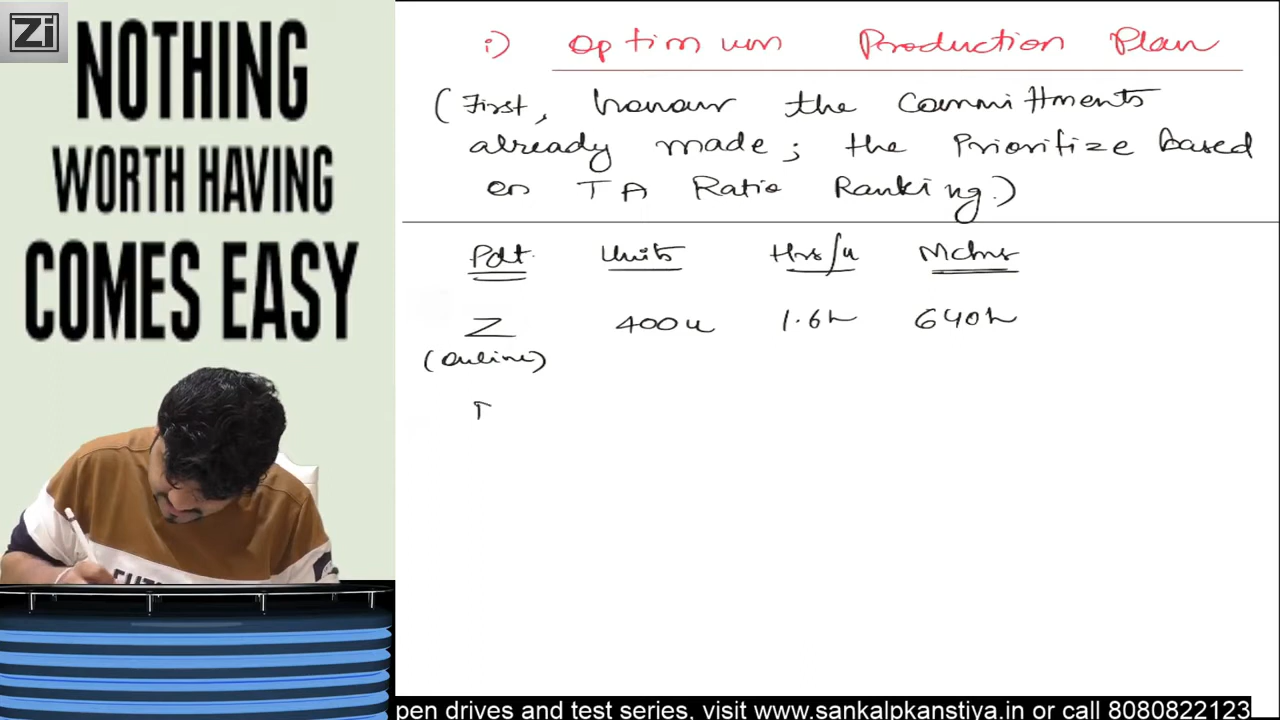 Zi
NOTHING
WORTH HAVING
COMES EASY
i) Optimum Production Plan
(First, honour the Committments
already made; the Prioritize based
on TA Ratio Ranking.)
Pdt. Units Hrs/u Mchrs
Z 400u 1.6h 640h
(Online)
pen drives and test series, visit www.sankalpkanstiya.in or call 8080822123